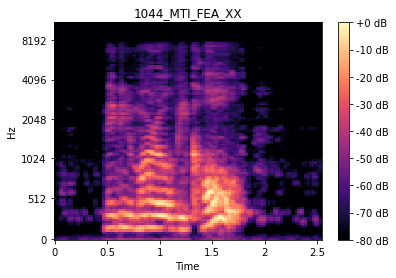 1044_MTI_FEA_XX
+0 dB
8192
-10 dB
4096
-20 dB
-30 dB
2048
Hz
-40 dB
1024
-50 dB
512
-60 dB
-70 dB
0
-80 dB
0 0.5 1 1.5 2 2.5
Time